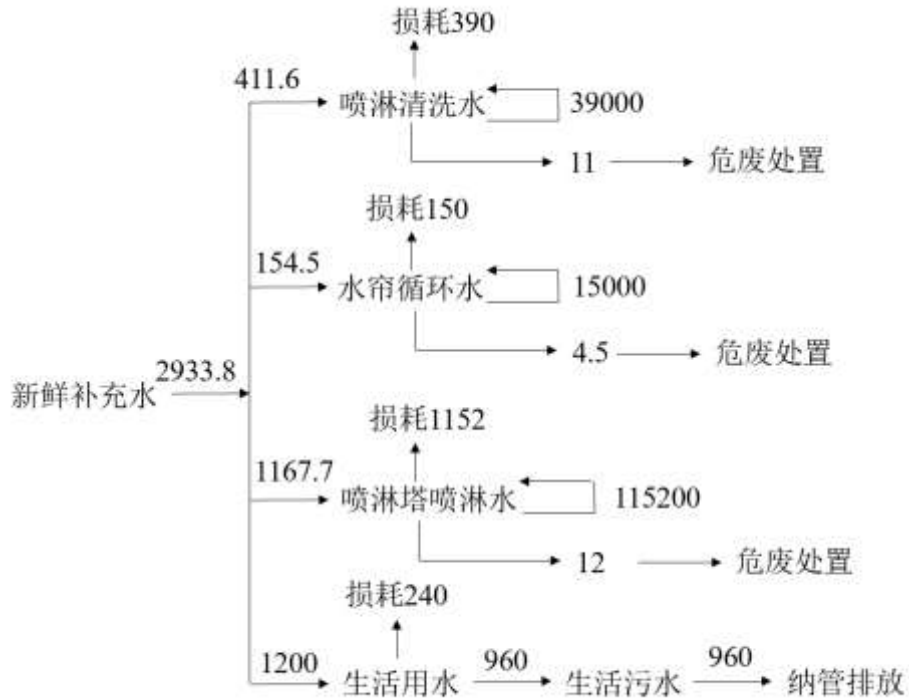 损耗390
411.6
喷淋清洗水
39000
11
危废处置
损耗150
154.5
水帘循环水
15000
4.5
危废处置
2933.8
新鲜补充水
损耗1152
1167.7
喷淋塔喷淋水
115200
12
危废处置
损耗240
1200
生活用水
960
生活污水
960
纳管排放